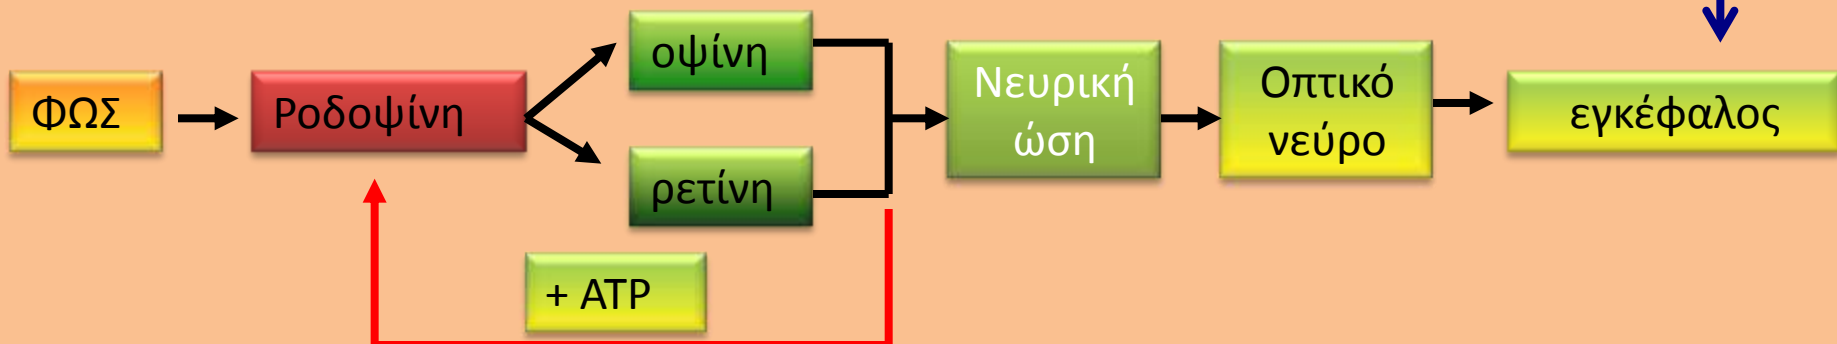 ΦΩΣ
Ροδοψίνη
οψίνη
ρετίνη
+ ATP
Νευρική
ώση
Οπτικό
νεύρο
εγκέφαλος